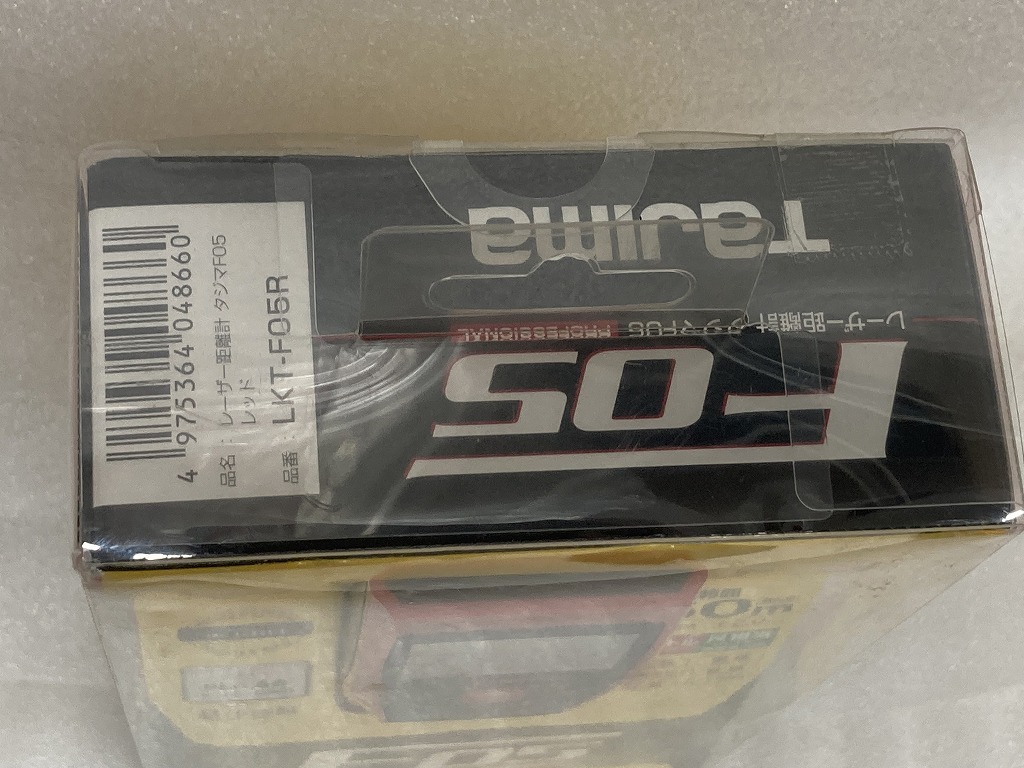 Tajima
レーザー距離計 タジマF05
PROFESSIONAL
F05
4 975364 048660
品名：レーザー距離計 タジマF05
レッド
品番：LKT-F05R